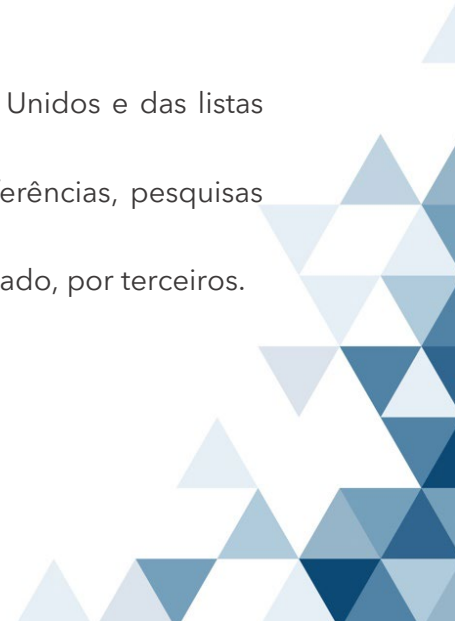 Unidos e das listas
erências, pesquisas
ado, por terceiros.